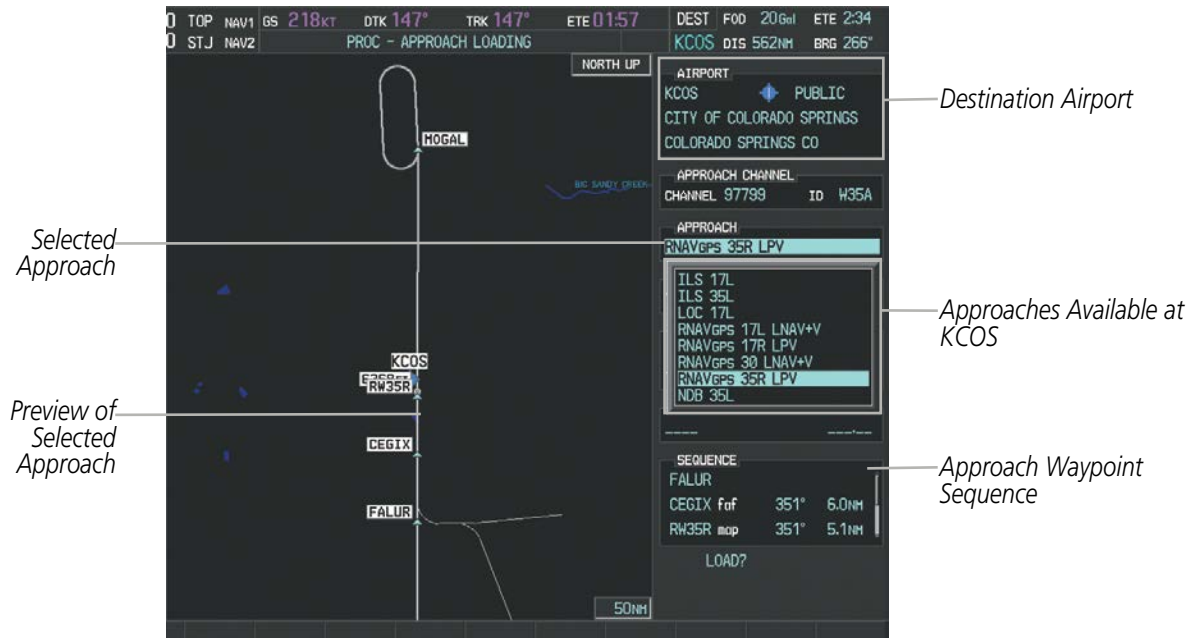 TOP NAV1 GS 218KT DTK 147° TRK 147° ETE 01:57 DEST FOD 20Gal ETE 2:34
STJ NAV2 PROC - APPROACH LOADING KCOS DIS 562NM BRG 266°
NORTH UP
AIRPORT
KCOS PUBLIC
CITY OF COLORADO SPRINGS
COLORADO SPRINGS CO
Destination Airport
HOGAL
BIG SANDY CREEK
APPROACH CHANNEL
CHANNEL 97799 ID W35A
Selected
Approach
APPROACH
RNAVGPS 35R LPV
ILS 17L
ILS 35L
LOC 17L
RNAVGPS 17L LNAV+V
RNAVGPS 17R LPV
RNAVGPS 30 LNAV+V
RNAVGPS 35R LPV
NDB 35L
Approaches Available at
KCOS
KCOS
RW35R
Preview of
Selected
Approach
CEGIX
FALUR
SEQUENCE
FALUR
CEGIX faf 351° 6.0NM
RW35R map 351° 5.1NM
Approach Waypoint
Sequence
LOAD?
50NM